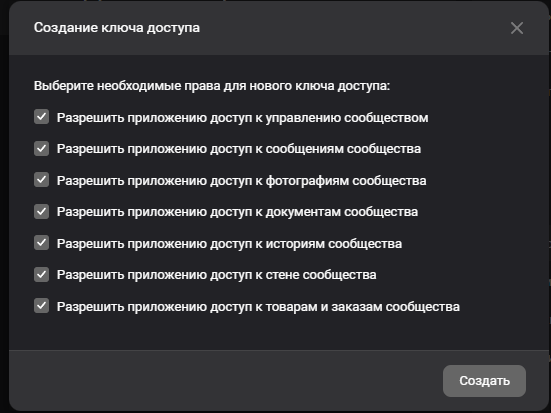 Создание ключа доступа
Выберите необходимые права для нового ключа доступа:
Разрешить приложению доступ к управлению сообществом
Разрешить приложению доступ к сообщениям сообщества
Разрешить приложению доступ к фотографиям сообщества
Разрешить приложению доступ к документам сообщества
Разрешить приложению доступ к историям сообщества
Разрешить приложению доступ к стене сообщества
Разрешить приложению доступ к товарам и заказам сообщества
Создать